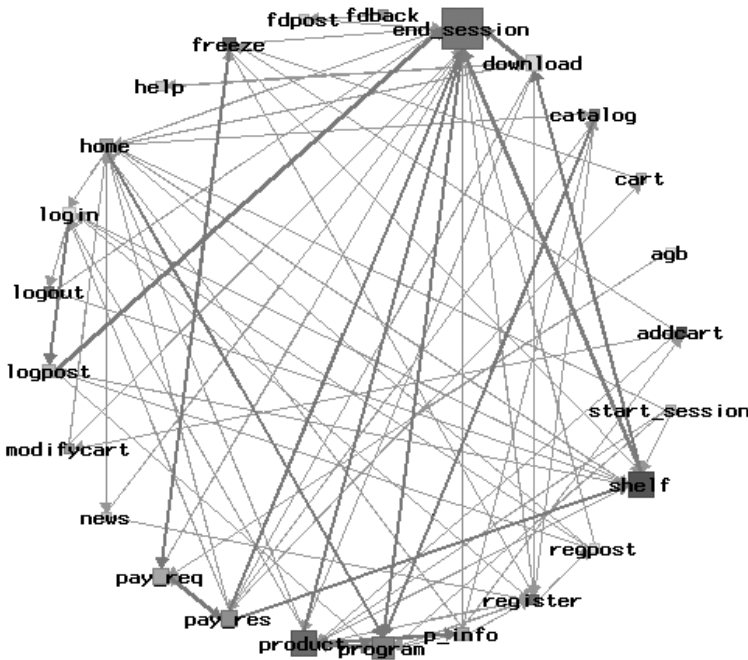 fdpost
fdback
end_session
freeze
download
help
catalog
home
cart
login
agb
logout
addcart
logpost
start_session
modifycart
shelf
news
regpost
pay_req
register
pay_res
product
program
p_info